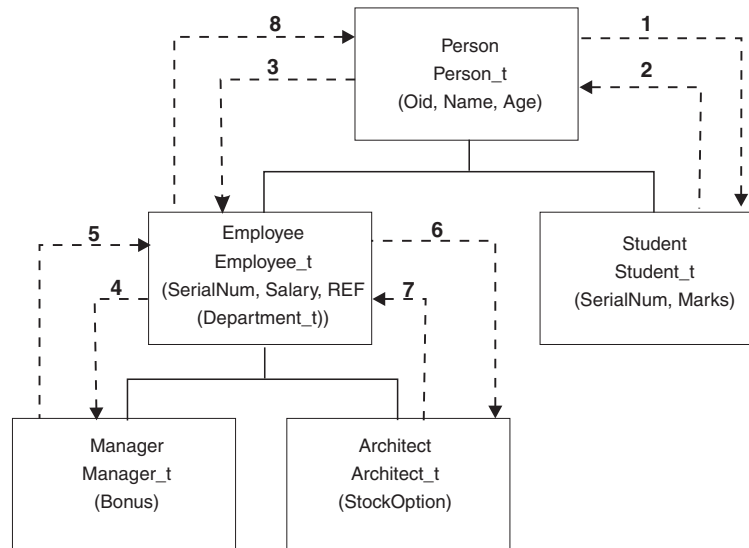 8
1
Person
Person_t
(Oid, Name, Age)
3
2
Employee
Employee_t
(SerialNum, Salary, REF
(Department_t))
5
6
4
7
Student
Student_t
(SerialNum, Marks)
Manager
Manager_t
(Bonus)
Architect
Architect_t
(StockOption)